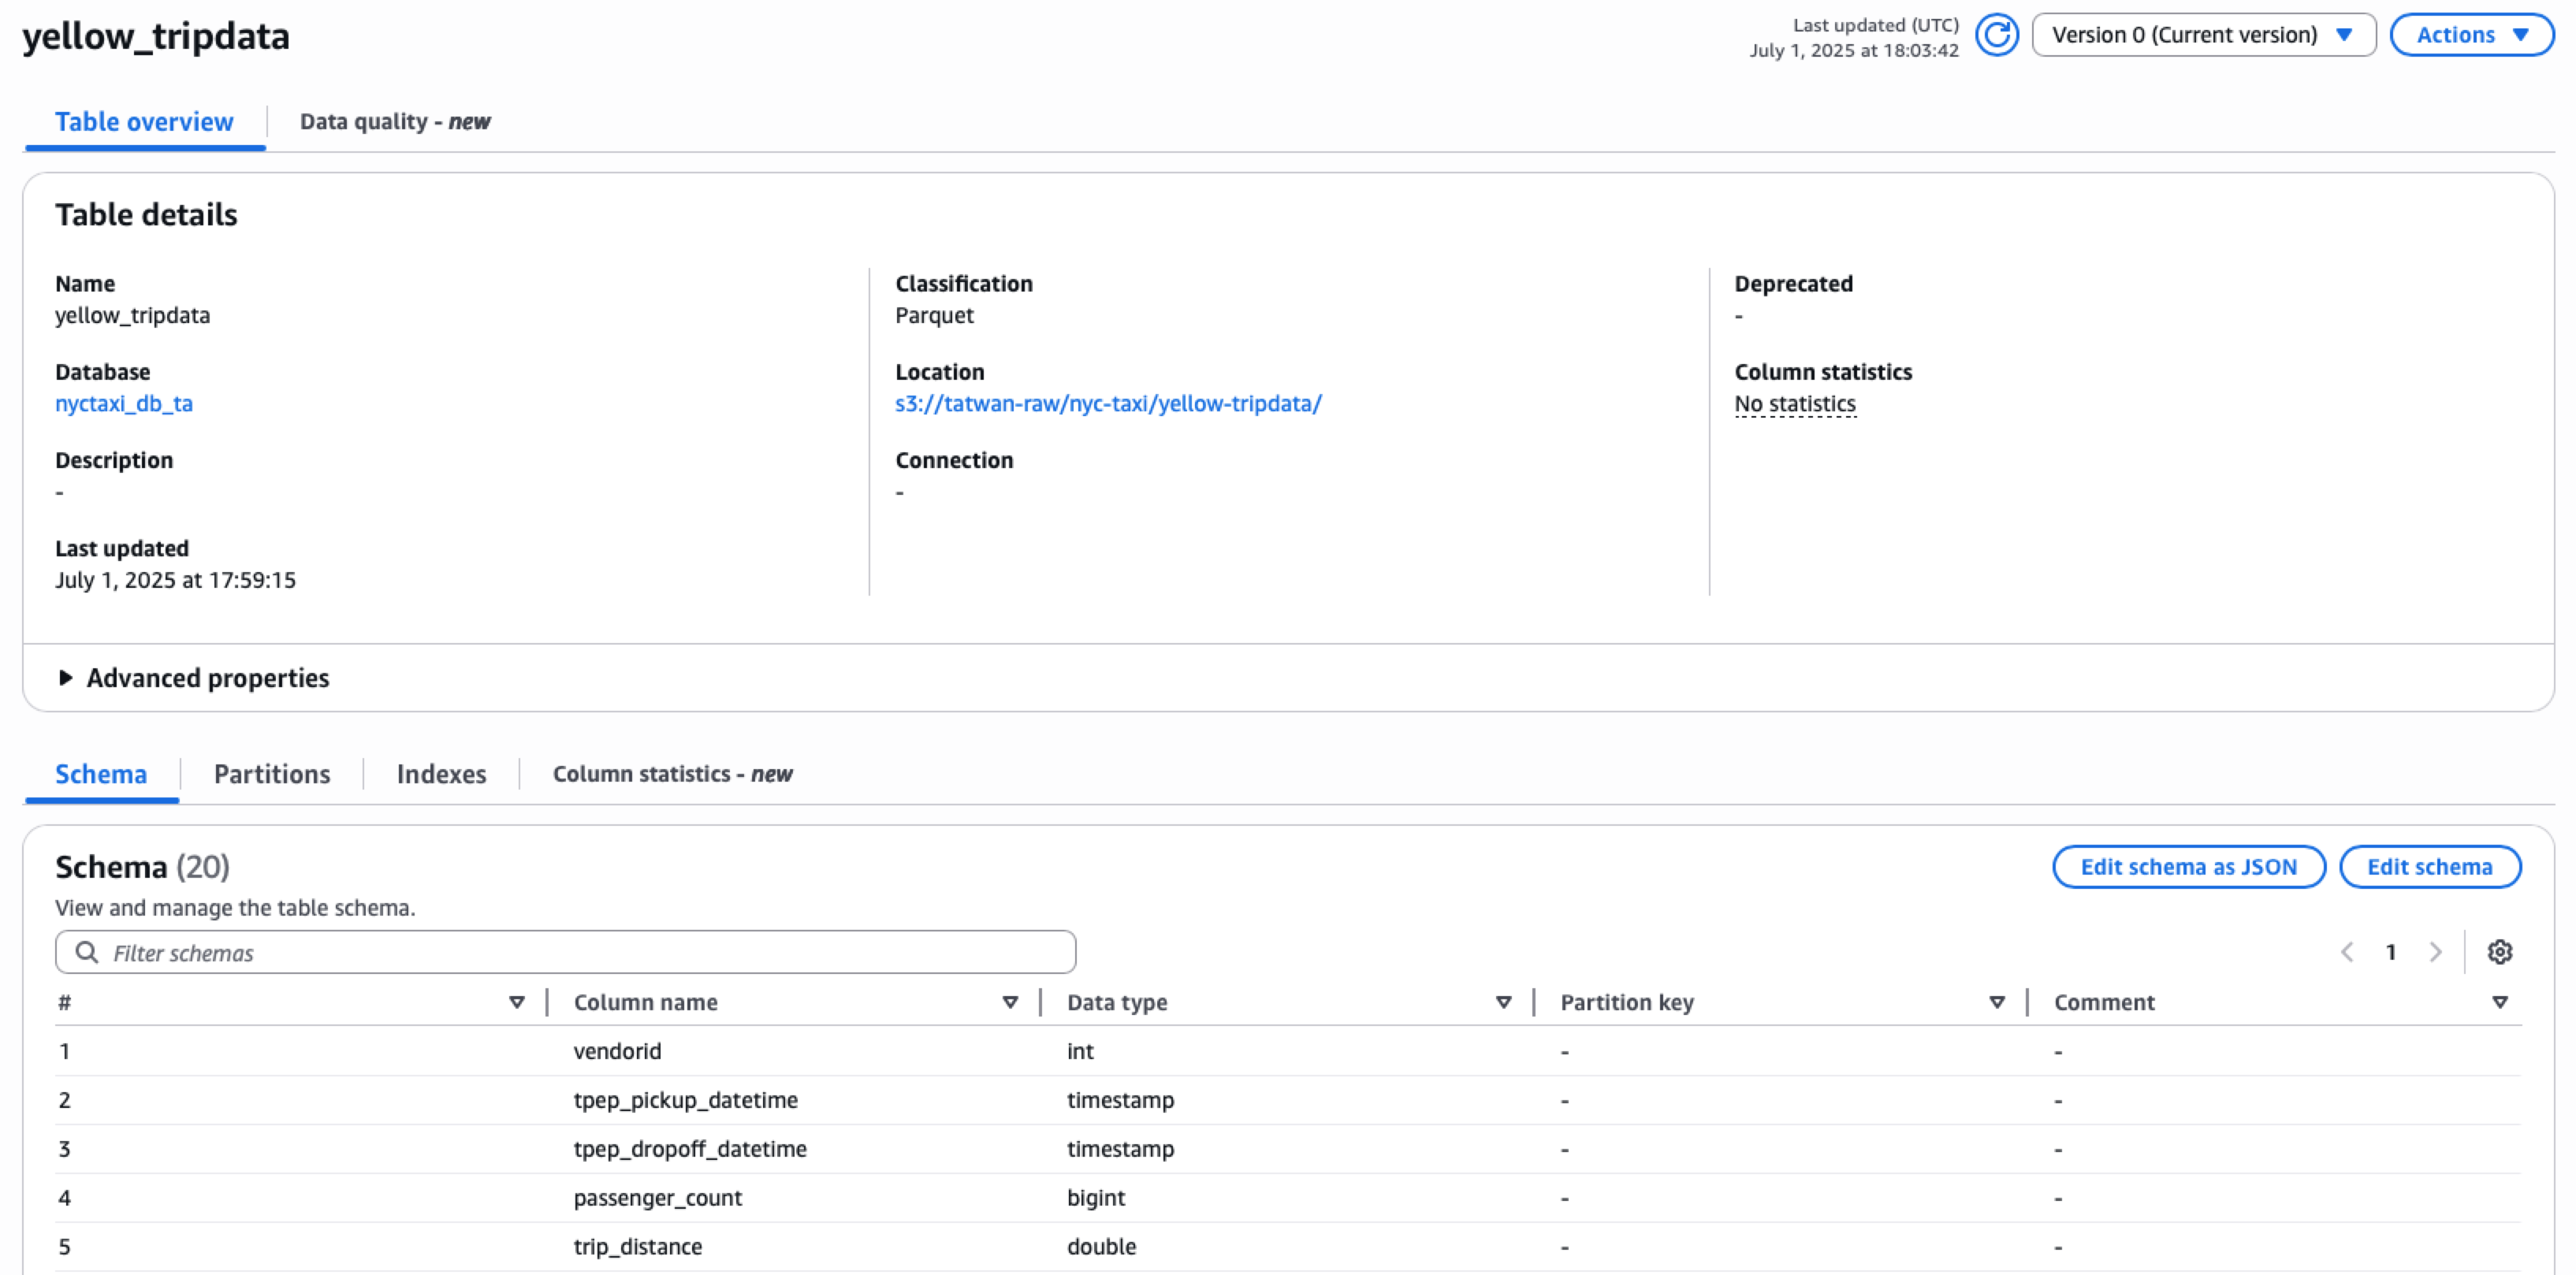 yellow_tripdata
Last updated (UTC)
July 1, 2025 at 18:03:42
Version 0 (Current version)
Actions
Table overview
Data quality - new
Table details
Name
yellow_tripdata
Database
nyctaxi_db_ta
Description
-
Last updated
July 1, 2025 at 17:59:15
Classification
Parquet
Location
s3://tatwan-raw/nyc-taxi/yellow-tripdata/
Connection
-
Deprecated
-
Column statistics
No statistics
Advanced properties
Schema Partitions Indexes Column statistics - new
Schema (20)
View and manage the table schema.
Edit schema as JSON
Edit schema
Filter schemas
1
# Column name Data type Partition key Comment
1 vendorid int - -
2 tpep_pickup_datetime timestamp - -
3 tpep_dropoff_datetime timestamp - -
4 passenger_count bigint - -
5 trip_distance double - -